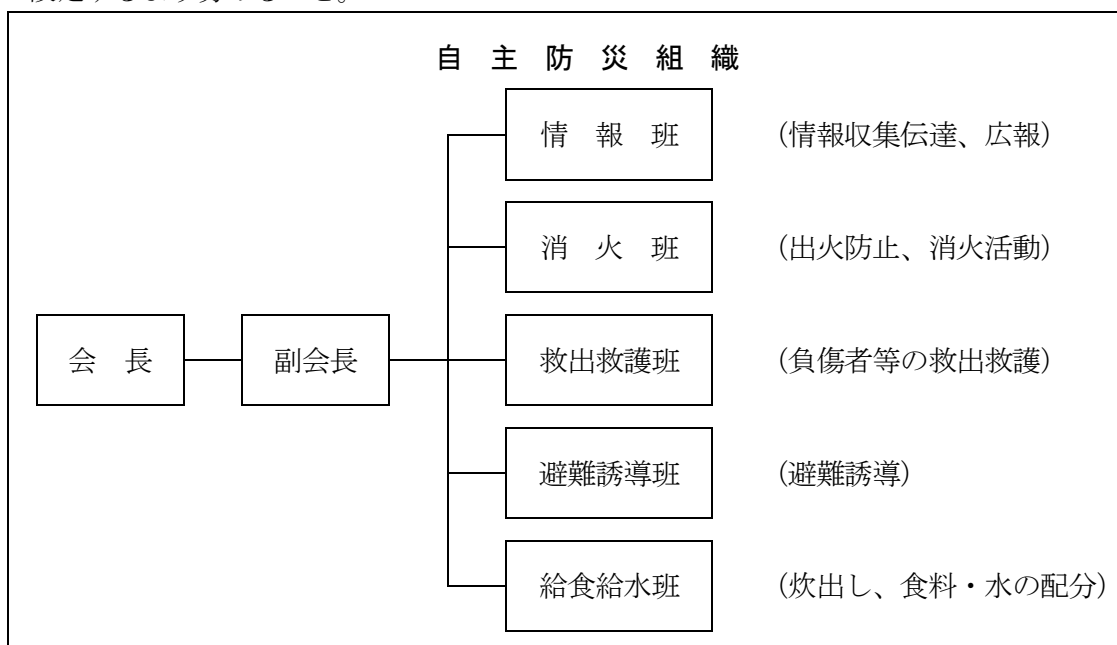 自 主 防 災 組 織
情 報 班 (情報収集伝達、広報)
消 火 班 (出火防止、消火活動)
会 長 副会長 救出救護班 (負傷者等の救出救護)
避難誘導班 (避難誘導)
給食給水班 (炊出し、食料・水の配分)